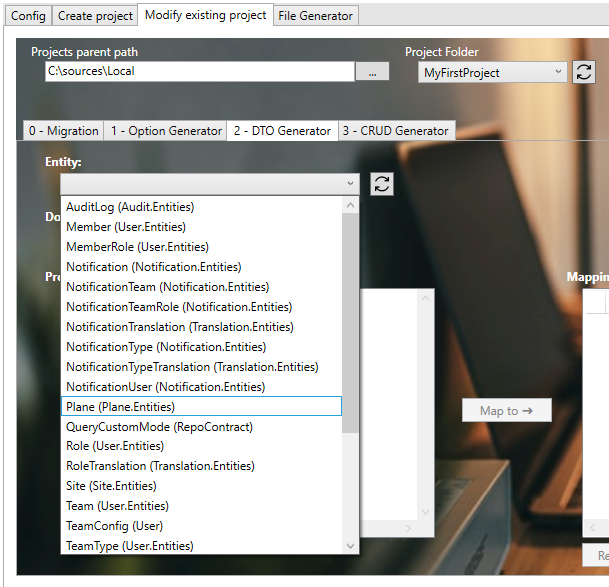 Config Create project Modify existing project File Generator
Projects parent path Project Folder
C:\sources\Local ... MyFirstProject
0 - Migration 1 - Option Generator 2 - DTO Generator 3 - CRUD Generator
Entity:
AuditLog (Audit.Entities)
Member (User.Entities)
Do
MemberRole (User.Entities)
Notification (Notification.Entities)
Pro Mappin
NotificationTeam (Notification.Entities)
NotificationTeamRole (Notification.Entities)
NotificationTranslation (Translation.Entities)
NotificationType (Notification.Entities)
NotificationTypeTranslation (Translation.Entities)
NotificationUser (Notification.Entities)
Plane (Plane.Entities) Map to ➔
QueryCustomMode (RepoContract)
Role (User.Entities)
RoleTranslation (Translation.Entities)
Site (Site.Entities)
Team (User.Entities)
TeamConfig (User)
TeamType (User.Entities)
Re